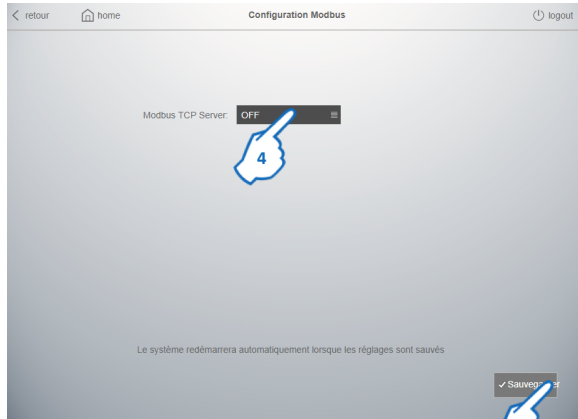 retour home Configuration Modbus logout
Modbus TCP Server: OFF
4
Le système redémarrera automatiquement lorsque les réglages sont sauvés